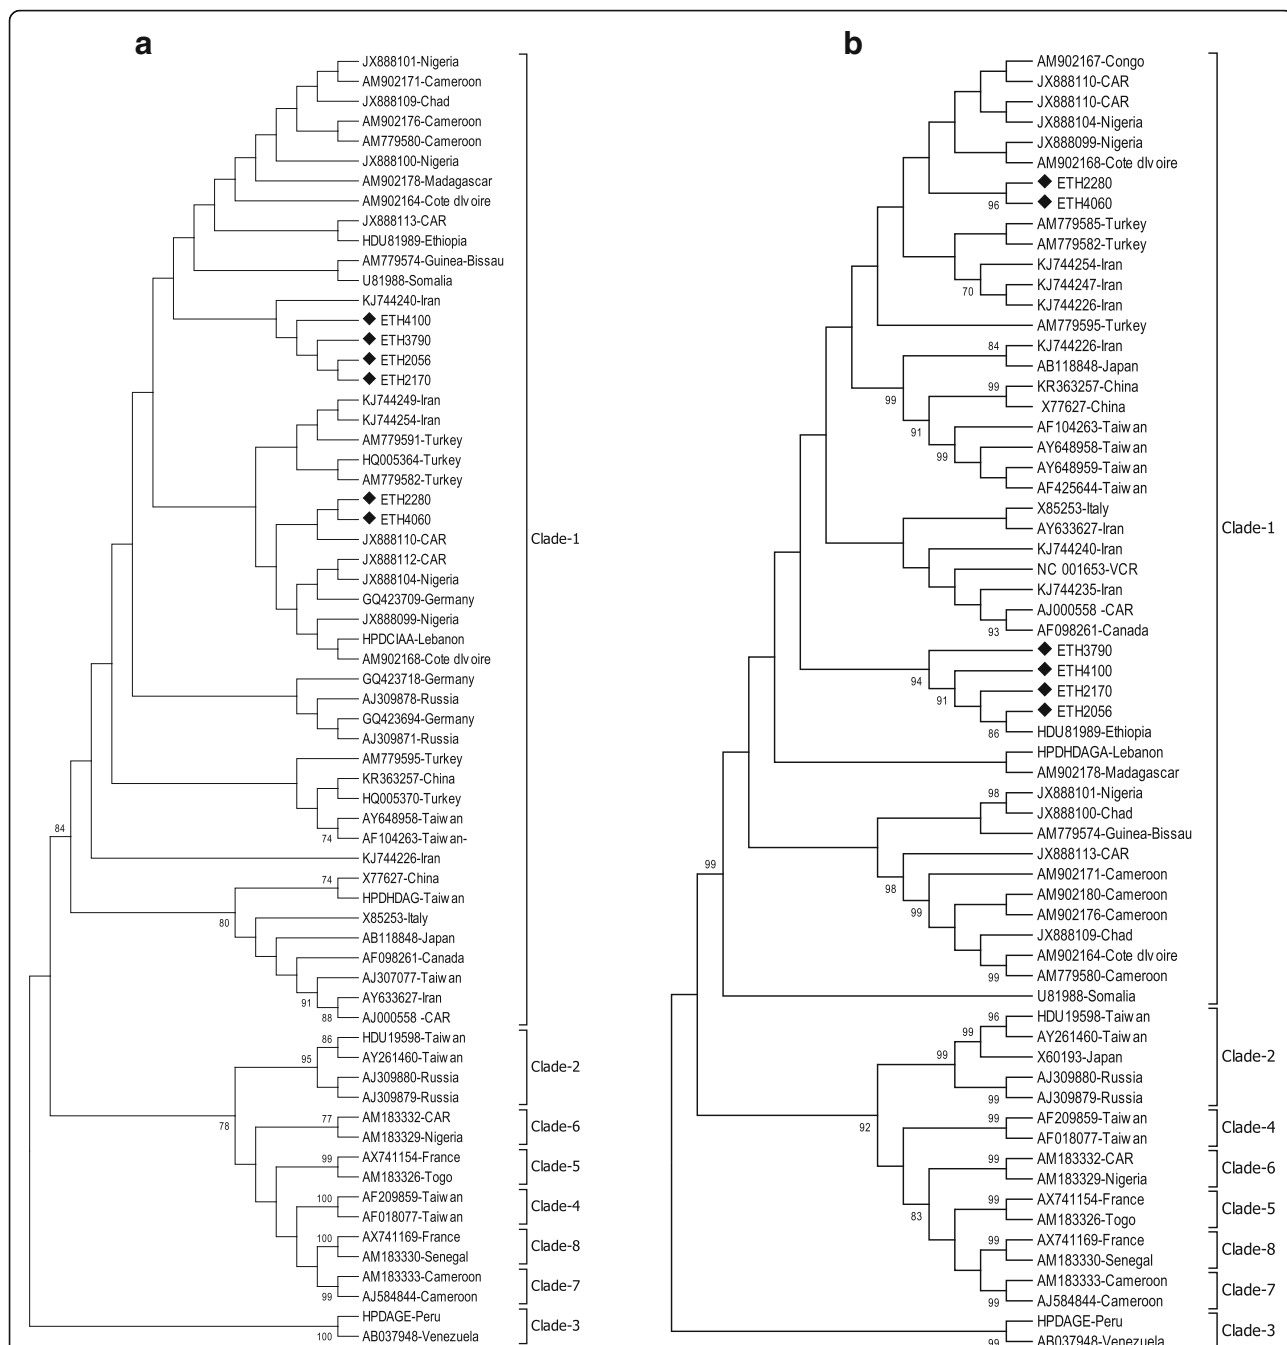 a
JX888101-Nigeria
AM902171-Cameroon
JX888109-Chad
AM902176-Cameroon
AM779580-Cameroon
JX888100-Nigeria
AM902178-Madagascar
AM902164-Cote dIvoire
JX888113-CAR
HDU81989-Ethiopia
AM779574-Guinea-Bissau
U81988-Somalia
KJ744240-Iran
ETH4100
ETH3790
ETH2056
ETH2170
KJ744249-Iran
KJ744254-Iran
AM779591-Turkey
HQ005364-Turkey
AM779582-Turkey
ETH2280
ETH4060
JX888110-CAR
Clade-1
JX888112-CAR
JX888104-Nigeria
GQ423709-Germany
JX888099-Nigeria
HPDCIAA-Lebanon
AM902168-Cote dIvoire
GQ423718-Germany
AJ309878-Russia
GQ423694-Germany
AJ309871-Russia
AM779595-Turkey
KR363257-China
HQ005370-Turkey
AY648958-Taiwan
84
74
AF104263-Taiwan-
KJ744226-Iran
74
X77627-China
HPDHDAG-Taiwan
80
X85253-Italy
AB118848-Japan
AF098261-Canada
AJ307077-Taiwan
91
AY633627-Iran
88
AJ000558 -CAR
86
HDU19598-Taiwan
95
AY261460-Taiwan
Clade-2
AJ309880-Russia
AJ309879-Russia
77
AM183332-CAR
78
Clade-6
AM183329-Nigeria
99
AX741154-France
Clade-5
AM183326-Togo
100
AF209859-Taiwan
Clade-4
AF018077-Taiwan
100
AX741169-France
Clade-8
AM183330-Senegal
AM183333-Cameroon
Clade-7
99
AJ584844-Cameroon
HPDAGE-Peru
Clade-3
100
AB037948-Venezuela
b
AM902167-Congo
JX888110-CAR
JX888110-CAR
JX888104-Nigeria
JX888099-Nigeria
AM902168-Cote dIvoire
ETH2280
96
ETH4060
AM779585-Turkey
AM779582-Turkey
KJ744254-Iran
70
KJ744247-Iran
KJ744226-Iran
AM779595-Turkey
84
KJ744226-Iran
AB118848-Japan
99
KR363257-China
99
X77627-China
91
AF104263-Taiwan
99
AY648958-Taiwan
AY648959-Taiwan
AF425644-Taiwan
X85253-Italy
AY633627-Iran
Clade-1
KJ744240-Iran
NC 001653-VCR
KJ744235-Iran
AJ000558 -CAR
93
AF098261-Canada
ETH3790
94
ETH4100
91
ETH2170
ETH2056
86
HDU81989-Ethiopia
HPDHDAGA-Lebanon
AM902178-Madagascar
98
JX888101-Nigeria
JX888100-Chad
AM779574-Guinea-Bissau
JX888113-CAR
99
AM902171-Cameroon
98
AM902180-Cameroon
99
AM902176-Cameroon
JX888109-Chad
AM902164-Cote dIvoire
99
AM779580-Cameroon
U81988-Somalia
96
HDU19598-Taiwan
99
AY261460-Taiwan
99
X60193-Japan
Clade-2
AJ309880-Russia
99
AJ309879-Russia
99
AF209859-Taiwan
92
Clade-4
AF018077-Taiwan
99
AM183332-CAR
Clade-6
AM183329-Nigeria
99
AX741154-France
83
Clade-5
AM183326-Togo
99
AX741169-France
Clade-8
AM183330-Senegal
AM183333-Cameroon
Clade-7
99
AJ584844-Cameroon
HPDAGE-Peru
Clade-3
99
AB037948-Venezuela